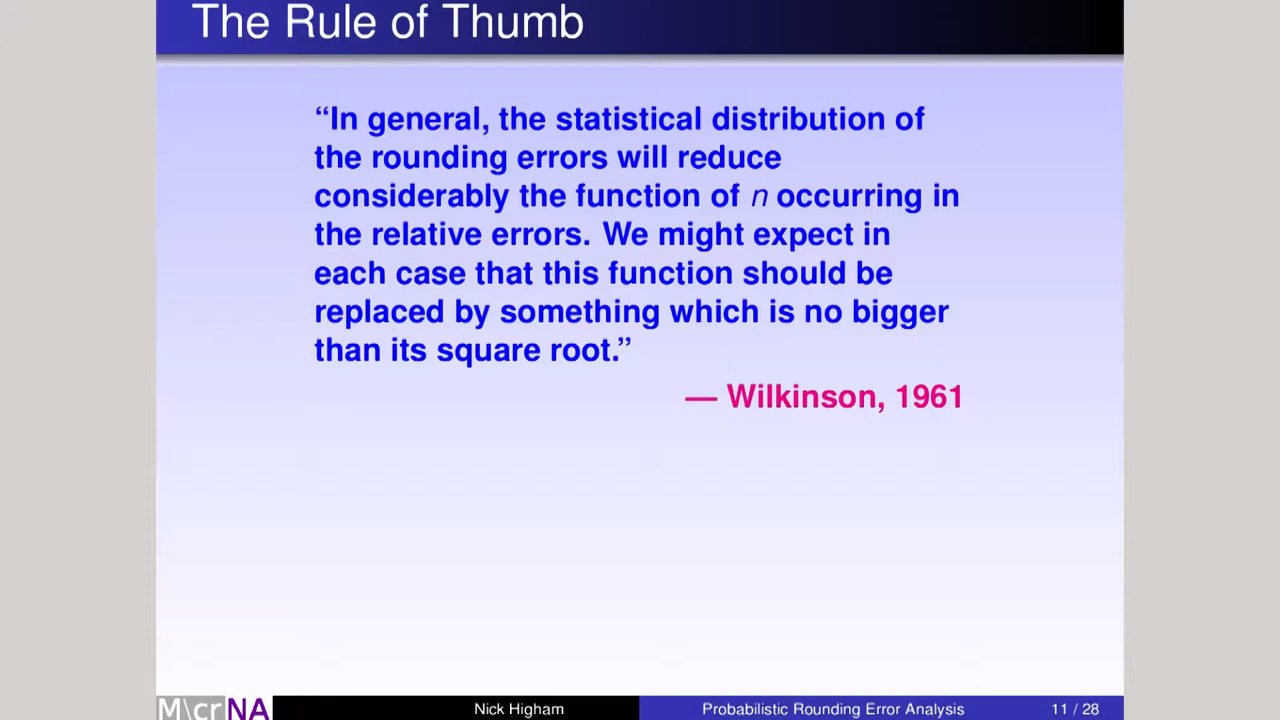 The Rule of Thumb
“In general, the statistical distribution of
the rounding errors will reduce
considerably the function of n occurring in
the relative errors. We might expect in
each case that this function should be
replaced by something which is no bigger
than its square root.”
— Wilkinson, 1961
M\crNA Nick Higham Probabilistic Rounding Error Analysis 11 / 28